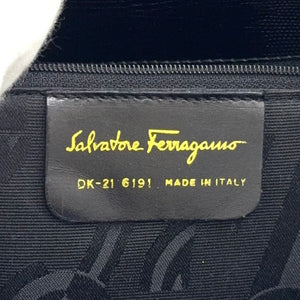 Salvatore Ferragamo
DK-21 6191 MADE IN ITALY